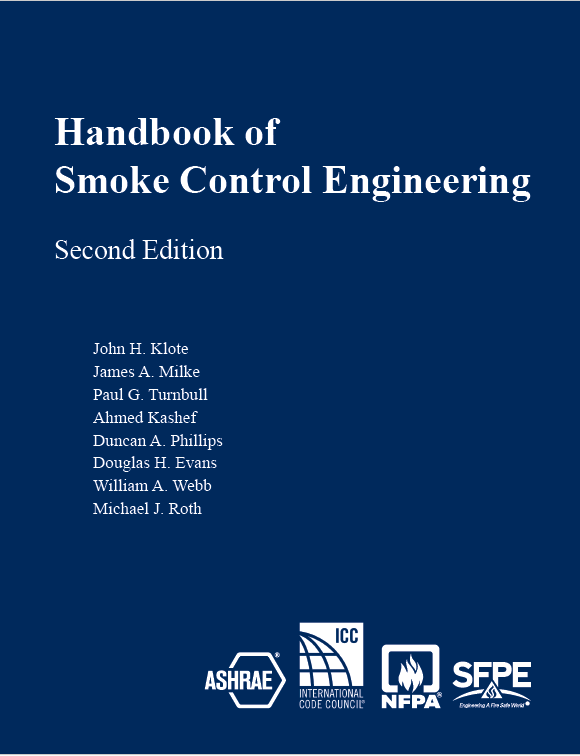 Handbook of
Smoke Control Engineering
Second Edition
John H. Klote
James A. Milke
Paul G. Turnbull
Ahmed Kashef
Duncan A. Phillips
Douglas H. Evans
William A. Webb
Michael J. Roth
ASHRAE®
ICC
INTERNATIONAL
CODE COUNCIL®
NFPA®
SFPE
Engineering A Fire Safe World